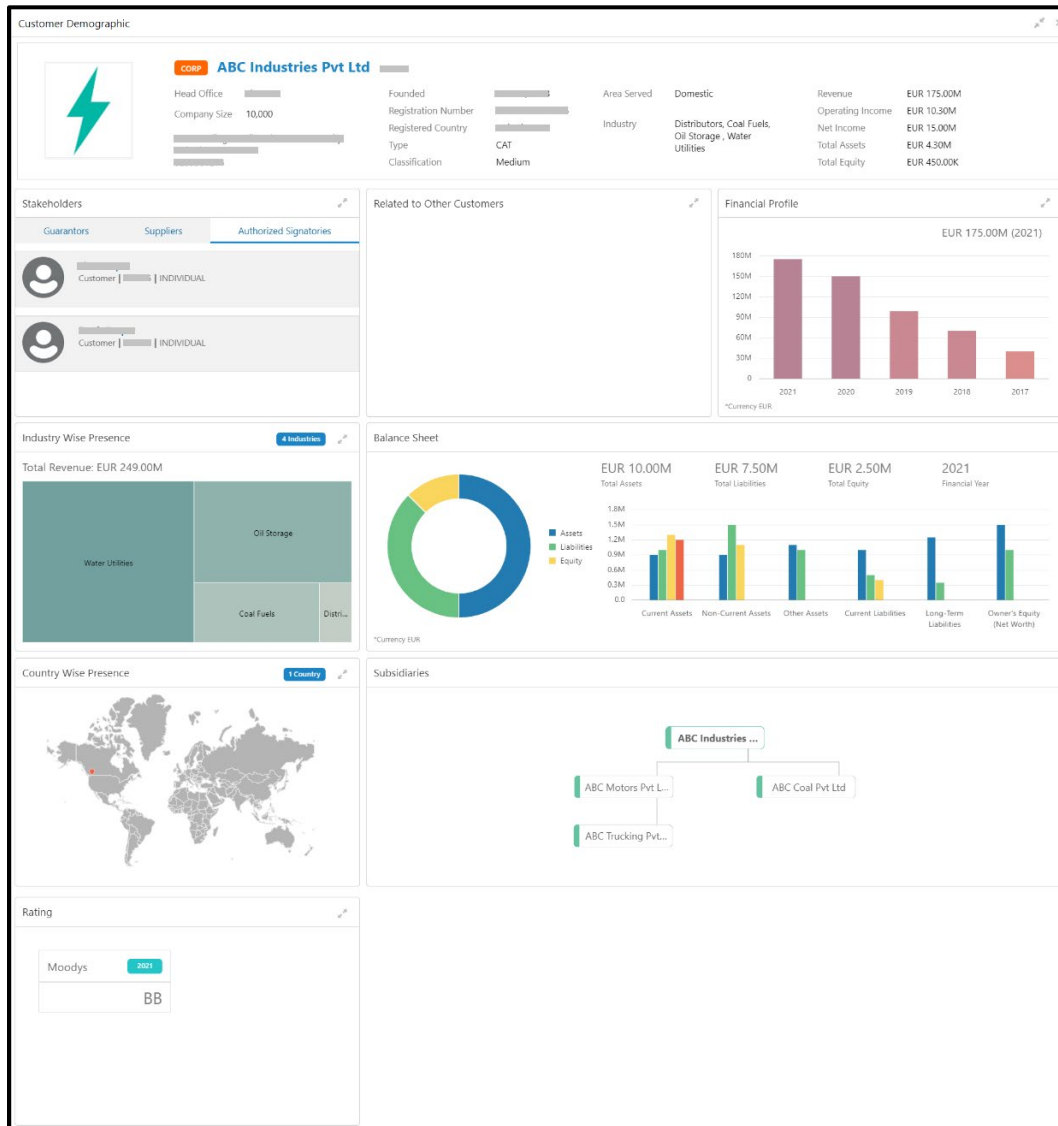 Customer Demographic
CORP ABC Industries Pvt Ltd
Head Office
Company Size 10,000
Founded
Registration Number
Registered Country
Type CAT
Classification Medium
Area Served Domestic
Industry Distributors, Coal Fuels,
Oil Storage , Water
Utilities
Revenue EUR 175.00M
Operating Income EUR 10.30M
Net Income EUR 15.00M
Total Assets EUR 4.30M
Total Equity EUR 450.00K
Stakeholders
Guarantors Suppliers Authorized Signatories
Customer | | INDIVIDUAL
Customer | | INDIVIDUAL
Related to Other Customers
Financial Profile
EUR 175.00M (2021)
180M
150M
120M
90M
60M
30M
0
2021 2020 2019 2018 2017
*Currency EUR
Industry Wise Presence 4 Industries
Total Revenue: EUR 249.00M
Water Utilities
Oil Storage
Coal Fuels
Distri...
Balance Sheet
Assets
Liabilities
Equity
*Currency EUR
EUR 10.00M EUR 7.50M EUR 2.50M 2021
Total Assets Total Liabilities Total Equity Financial Year
1.8M
1.5M
1.2M
0.9M
0.6M
0.3M
0.0
Current Assets Non-Current Assets Other Assets Current Liabilities Long-Term Owner's Equity
Liabilities (Net Worth)
Country Wise Presence 1 Country
Subsidiaries
ABC Industries ...
ABC Motors Pvt L... ABC Coal Pvt Ltd
ABC Trucking Pvt...
Rating
Moodys 2021
BB